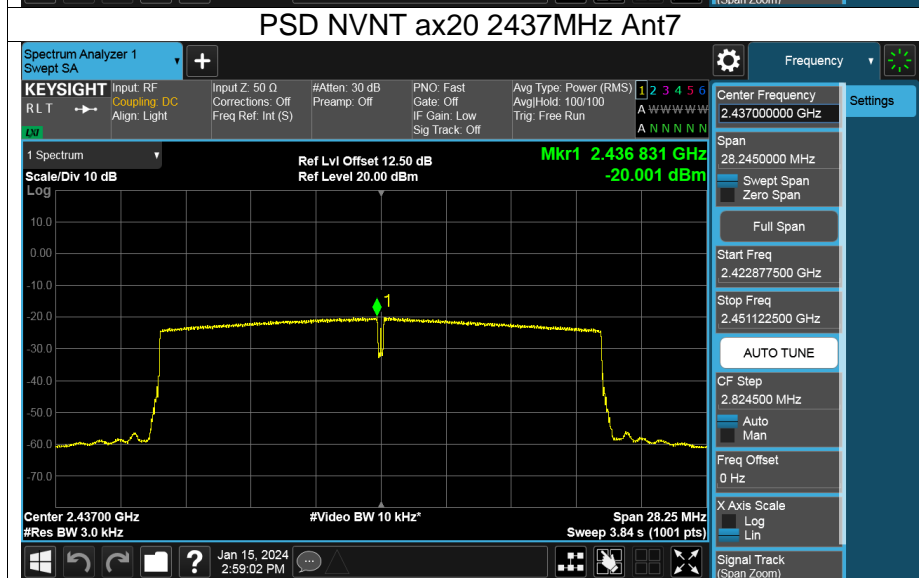 (Span Zoom)
PSD NVNT ax20 2437MHz Ant7
Spectrum Analyzer 1
Swept SA
+
Frequency
KEYSIGHT
R L T
LXI
Input: RF
Coupling: DC
Align: Light
Input Z: 50 Ω
Corrections: Off
Freq Ref: Int (S)
#Atten: 30 dB
Preamp: Off
PNO: Fast
Gate: Off
IF Gain: Low
Sig Track: Off
Avg Type: Power (RMS)
Avg|Hold: 100/100
Trig: Free Run
1 2 3 4 5 6
A W W W W W
A N N N N N
1 Spectrum
Scale/Div 10 dB
Ref Lvl Offset 12.50 dB
Ref Level 20.00 dBm
Mkr1 2.436 831 GHz
-20.001 dBm
Log
10.0
0.00
-10.0
-20.0
-30.0
-40.0
-50.0
-60.0
-70.0
1
Center 2.43700 GHz
#Res BW 3.0 kHz
#Video BW 10 kHz*
Span 28.25 MHz
Sweep 3.84 s (1001 pts)
Center Frequency
2.437000000 GHz
Settings
Span
28.2450000 MHz
Swept Span
Zero Span
Full Span
Start Freq
2.422877500 GHz
Stop Freq
2.451122500 GHz
AUTO TUNE
CF Step
2.824500 MHz
Auto
Man
Freq Offset
0 Hz
X Axis Scale
Log
Lin
Signal Track
(Span Zoom)
?
Jan 15, 2024
2:59:02 PM